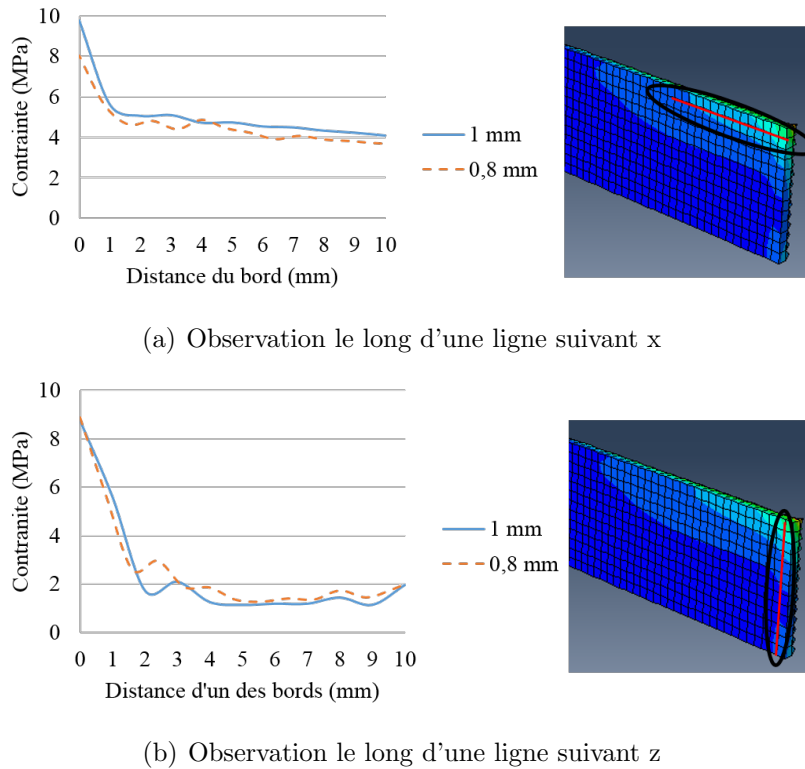 10
8
6
4
2
0
Contrainte (MPa)
0 1 2 3 4 5 6 7 8 9 10
Distance du bord (mm)
1 mm
0,8 mm
(a) Observation le long d'une ligne suivant x
10
8
6
4
2
0
Contranite (MPa)
0 1 2 3 4 5 6 7 8 9 10
Distance d'un des bords (mm)
1 mm
0,8 mm
(b) Observation le long d'une ligne suivant z